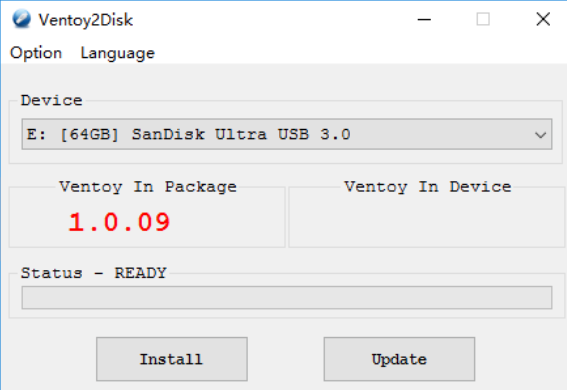 Ventoy2Disk
Option Language
Device
E: [64GB] SanDisk Ultra USB 3.0
Ventoy In Package Ventoy In Device
1.0.09
Status - READY
Install Update